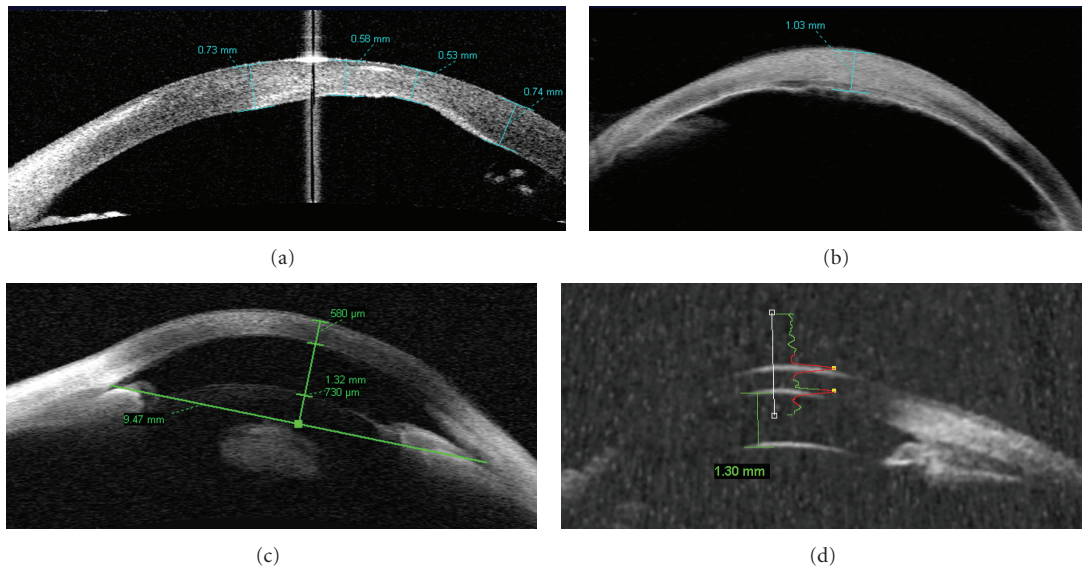 0.73 mm
0.58 mm
0.53 mm
0.74 mm
(a)
1.03 mm
(b)
580 µm
1.32 mm
730 µm
9.47 mm
(c)
1.30 mm
(d)